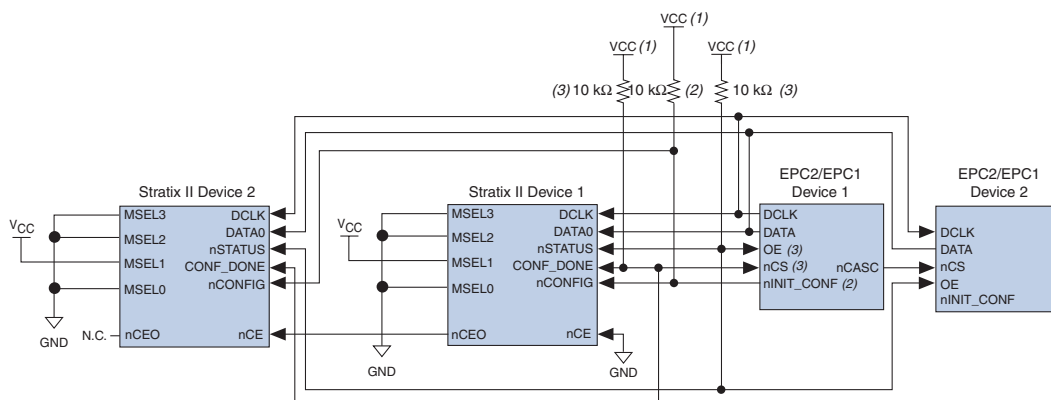 VCC (1)
VCC (1)
VCC (1)
(3) 10 kΩ
10 kΩ
(2)
10 kΩ (3)
Stratix II Device 2
MSEL3
MSEL2
MSEL1
MSEL0
nCEO
DCLK
DATA0
nSTATUS
CONF_DONE
nCONFIG
nCE
VCC
GND
N.C.
Stratix II Device 1
MSEL3
MSEL2
MSEL1
MSEL0
nCEO
DCLK
DATA0
nSTATUS
CONF_DONE
nCONFIG
nCE
VCC
GND
GND
EPC2/EPC1
Device 1
DCLK
DATA
OE (3)
nCS (3)
nINIT_CONF (2)
nCASC
EPC2/EPC1
Device 2
DCLK
DATA
nCS
OE
nINIT_CONF